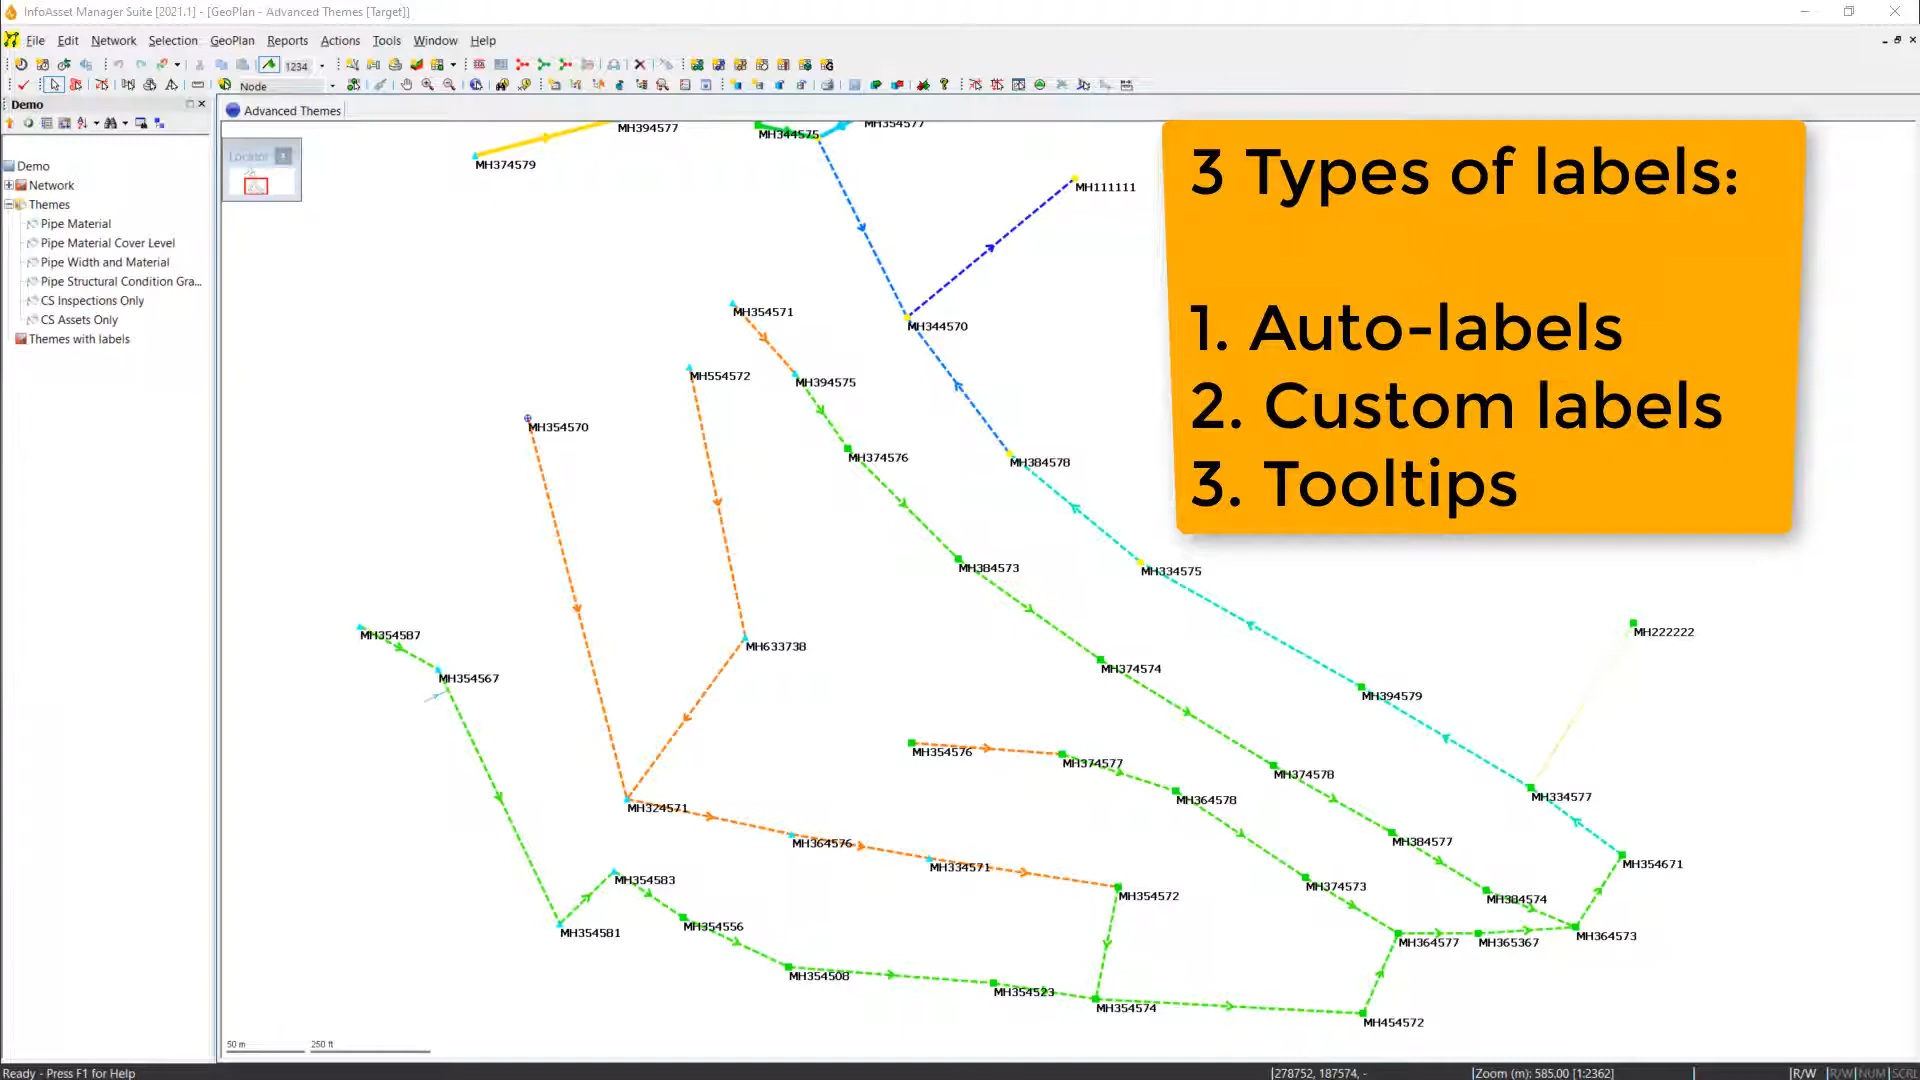 InfoAsset Manager Suite [2021.1] - [GeoPlan - Advanced Themes [Target]]
File Edit Network Selection GeoPlan Reports Actions Tools Window Help
1234
Node
Demo
Advanced Themes
Locator
Demo
Network
Themes
Pipe Material
Pipe Material Cover Level
Pipe Width and Material
Pipe Structural Condition Gra...
CS Inspections Only
CS Assets Only
Themes with labels
3 Types of labels:
1. Auto-labels
2. Custom labels
3. Tooltips
MH394577
MH344575
MH354577
MH374579
MH111111
MH354571
MH344570
MH554572
MH394575
MH354570
MH374576
MH384578
MH384573
MH334575
MH354587
MH222222
MH633738
MH374574
MH354567
MH394579
MH354576
MH374577
MH374578
MH364578
MH334577
MH324571
MH364576
MH384577
MH334571
MH354671
MH354583
MH374573
MH354572
MH384574
MH354556
MH354581
MH364577
MH365367
MH364573
MH354508
MH354523
MH354574
MH454572
50 m 250 ft
Ready - Press F1 for Help 278752, 187574, - Zoom (m): 585.00 [1:2362] R/W R/W NUM SCRL